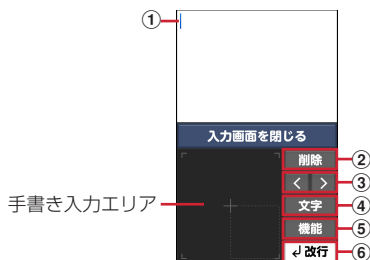 ①
入力画面を閉じる
削除
②
< >
③
手書き入力エリア
文字
④
機能
⑤
↲改行
⑥